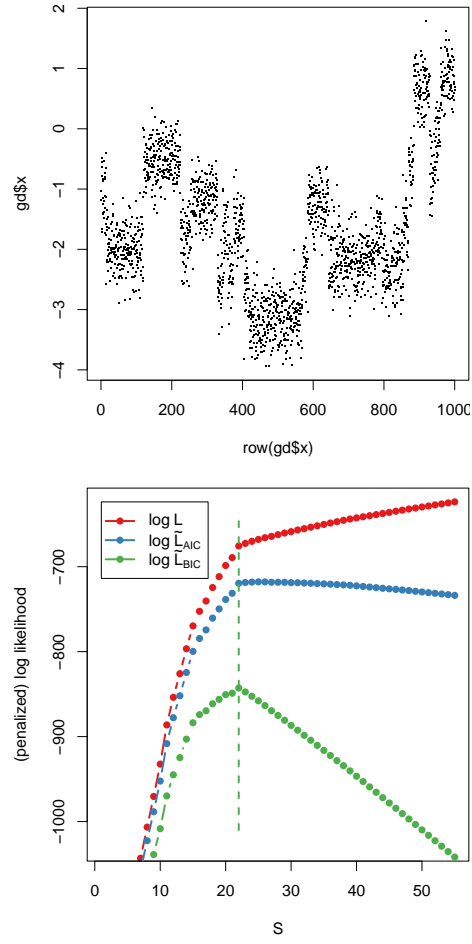 2
1
0
-1
-2
-3
-4
gd$x
0 200 400 600 800 1000
row(gd$x)
log L
log L̃AIC
log L̃BIC
-700
-800
-900
-1000
(penalized) log likelihood
0 10 20 30 40 50
S